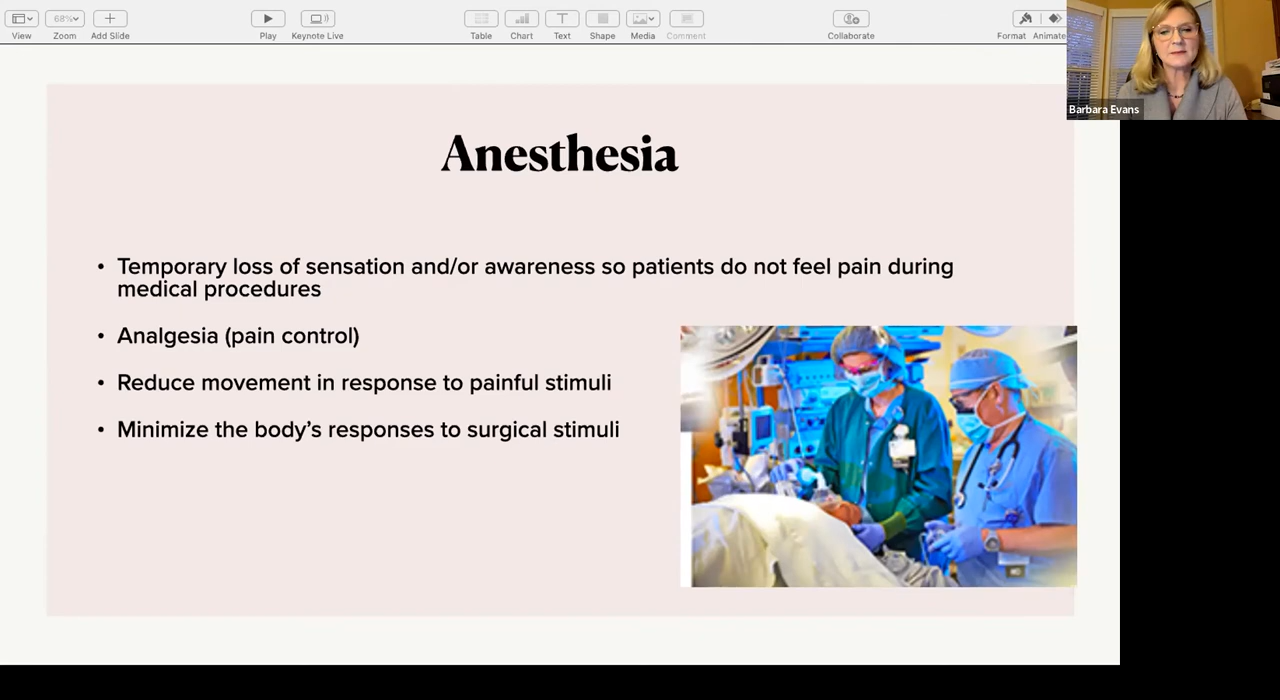 View
68%
Zoom
Add Slide
Play
Keynote Live
Table
Chart
Text
Shape
Media
Comment
Collaborate
Format
Animate
Barbara Evans
Anesthesia
• Temporary loss of sensation and/or awareness so patients do not feel pain during
medical procedures
• Analgesia (pain control)
• Reduce movement in response to painful stimuli
• Minimize the body’s responses to surgical stimuli